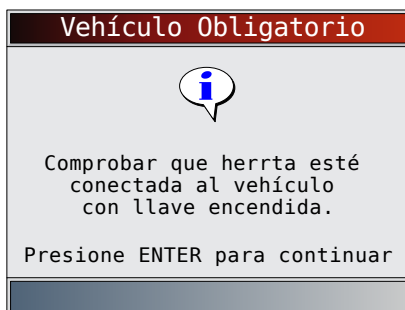 Vehículo Obligatorio
i
Comprobar que herrta esté
conectada al vehículo
con llave encendida.
Presione ENTER para continuar